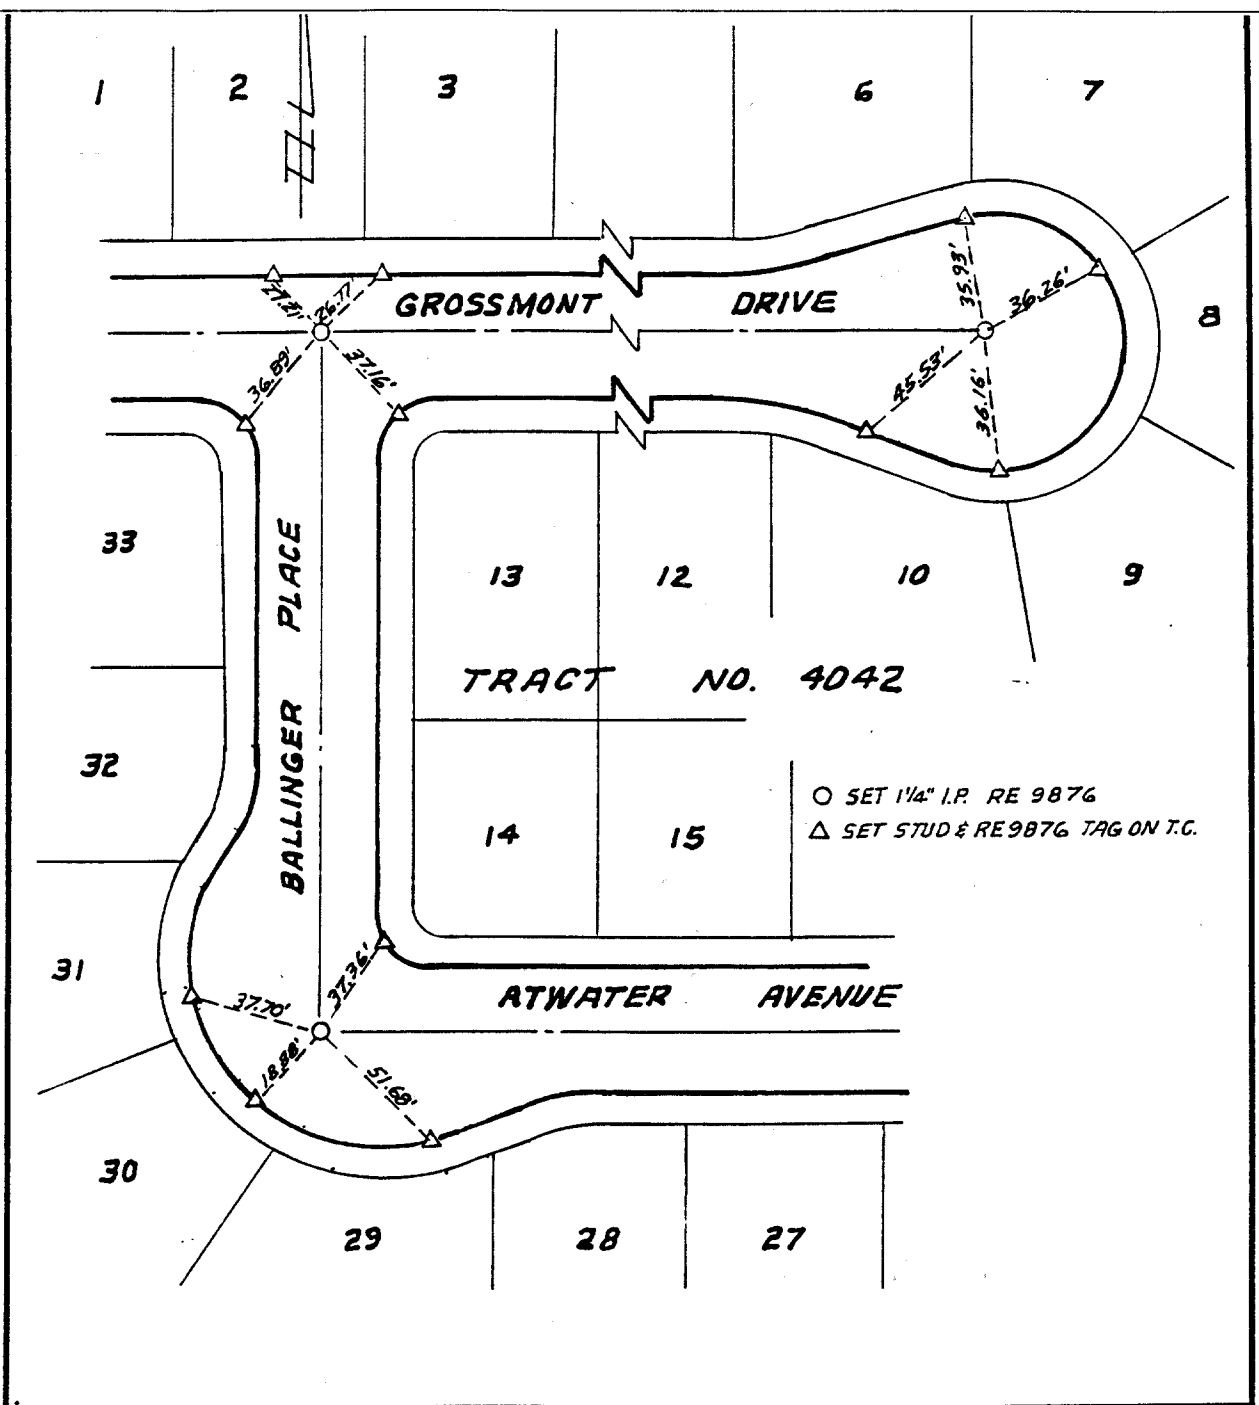 1 2 3 6 7
8
27.21' 26.77' GROSSMONT DRIVE 35.93' 36.26'
36.89' 37.16' 45.53' 36.16'
33
13 12 10 9
BALLINGER PLACE
TRACT NO. 4042
32
SET 1 1/4" I.P. RE 9876
SET STUD & RE 9876 TAG ON T.C.
14 15
31
37.70' 37.36' ATWATER AVENUE
18.88' 51.68'
30
29 28 27